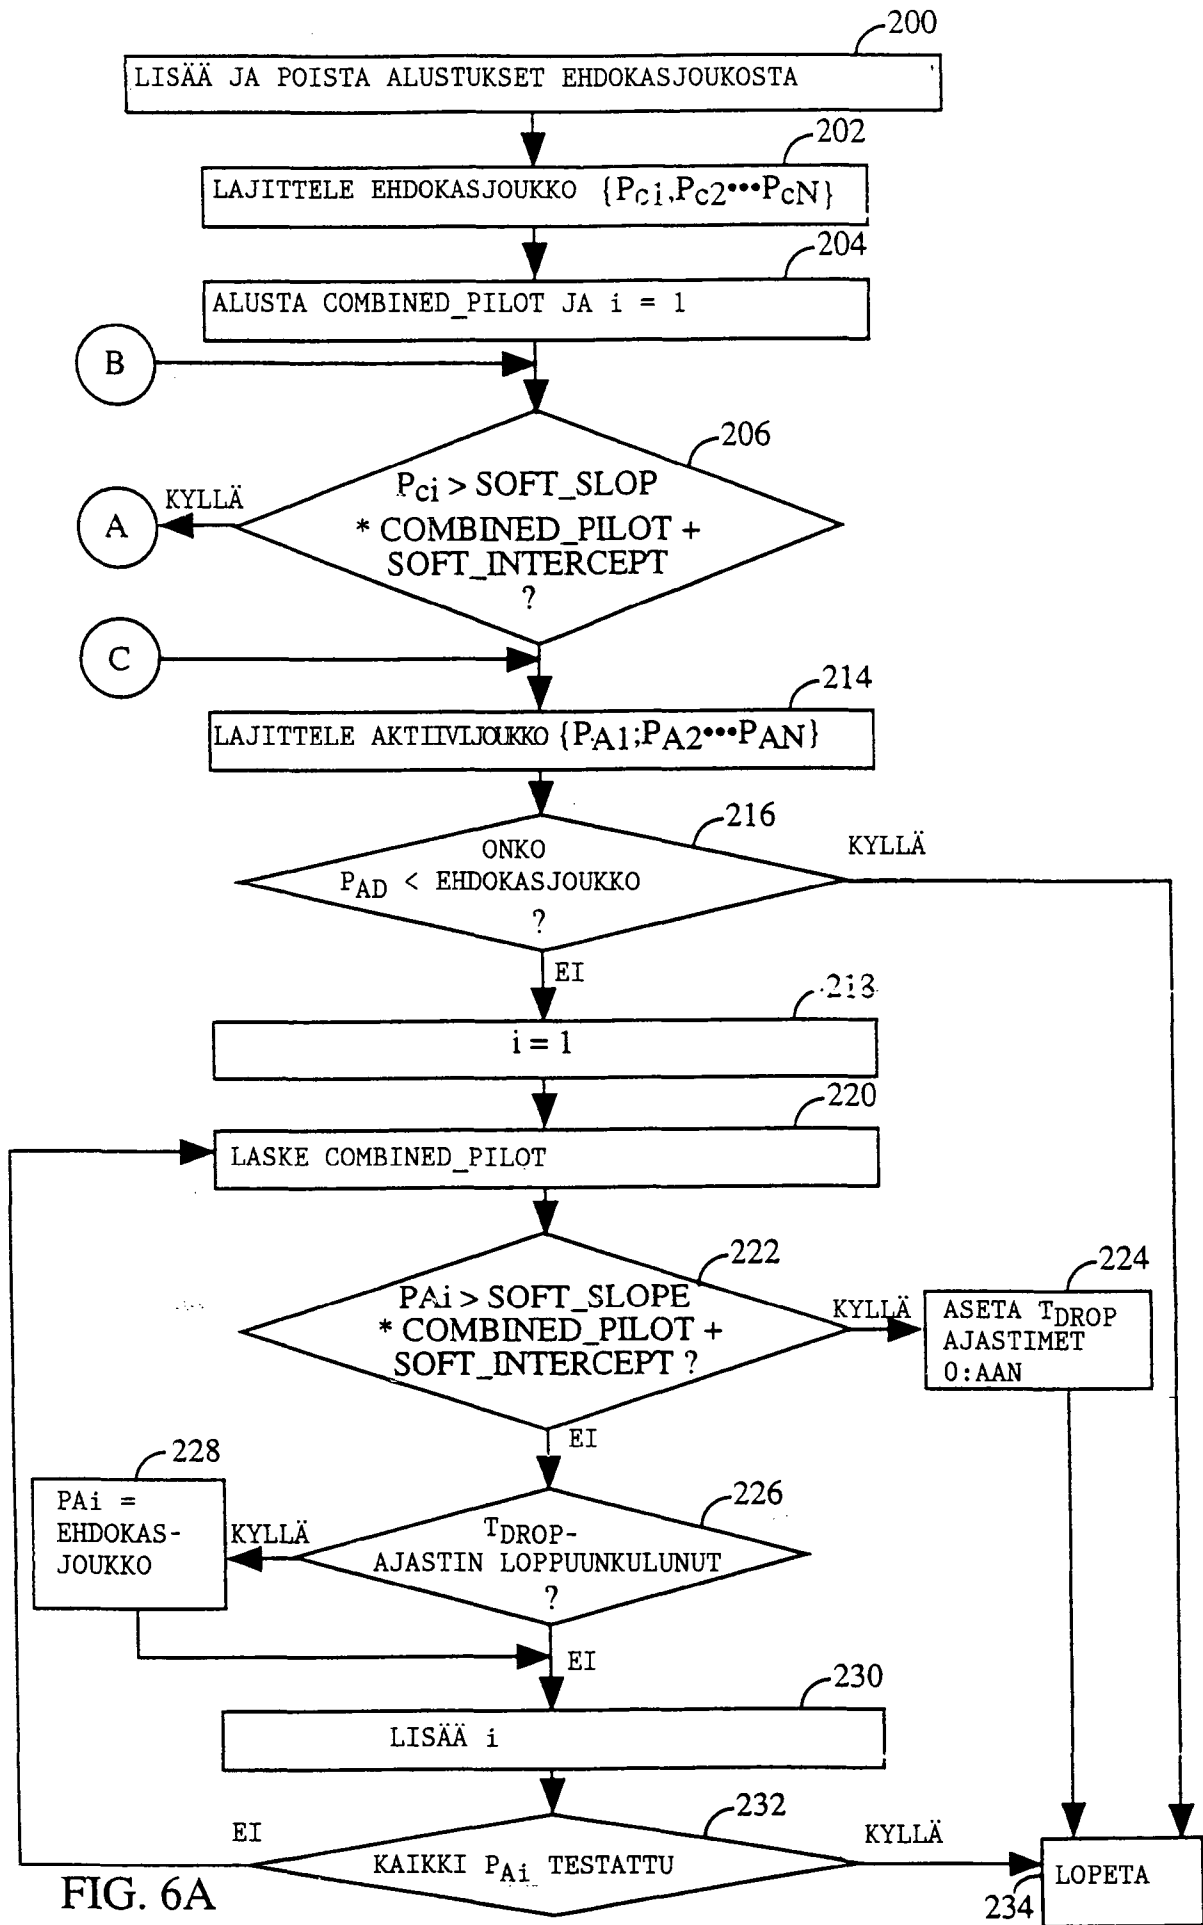 200
LISÄÄ JA POISTA ALUSTUKSET EHDOKASJOUKOSTA
202
LAJITTELE EHDOKASJOUKKO {Pci,Pc2•••PcN}
204
ALUSTA COMBINED_PILOT JA i = 1
B
206
Pci > SOFT_SLOP
* COMBINED_PILOT +
SOFT_INTERCEPT
?
KYLLÄ
A
C
214
LAJITTELE AKTIIVIJOUKKO {PA1;PA2•••PAN}
216
ONKO
PAD < EHDOKASJOUKKO
?
KYLLÄ
EI
218
i = 1
220
LASKE COMBINED_PILOT
222
PAi > SOFT_SLOPE
* COMBINED_PILOT +
SOFT_INTERCEPT ?
KYLLÄ
224
ASETA TDROP
AJASTIMET
0:AAN
EI
228
PAi =
EHDOKAS-
JOUKKO
KYLLÄ
226
TDROP-
AJASTIN LOPPUUNKULUNUT
?
EI
230
LISÄÄ i
232
EI
KAIKKI PAi TESTATTU
KYLLÄ
LOPETA
234
FIG. 6A